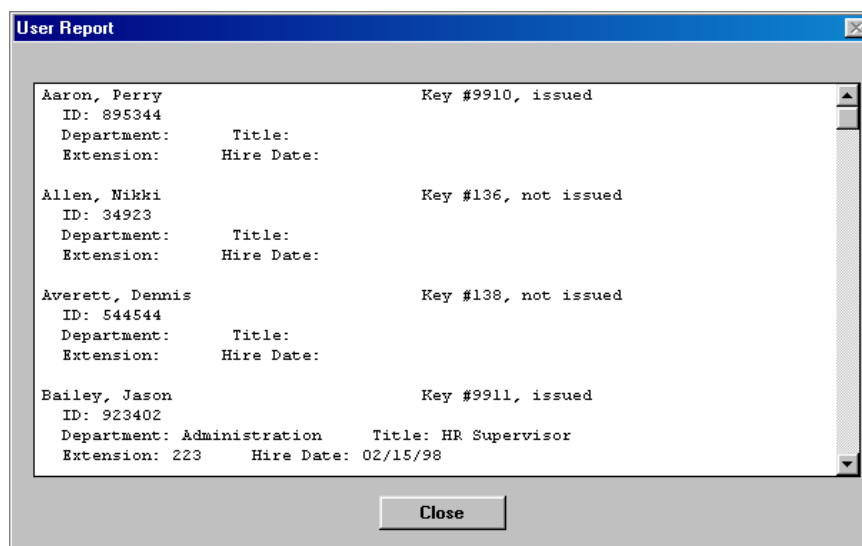 User Report
Aaron, Perry Key #9910, issued
ID: 895344
Department: Title:
Extension: Hire Date:
Allen, Nikki Key #136, not issued
ID: 34923
Department: Title:
Extension: Hire Date:
Averett, Dennis Key #138, not issued
ID: 544544
Department: Title:
Extension: Hire Date:
Bailey, Jason Key #9911, issued
ID: 923402
Department: Administration Title: HR Supervisor
Extension: 223 Hire Date: 02/15/98
Close